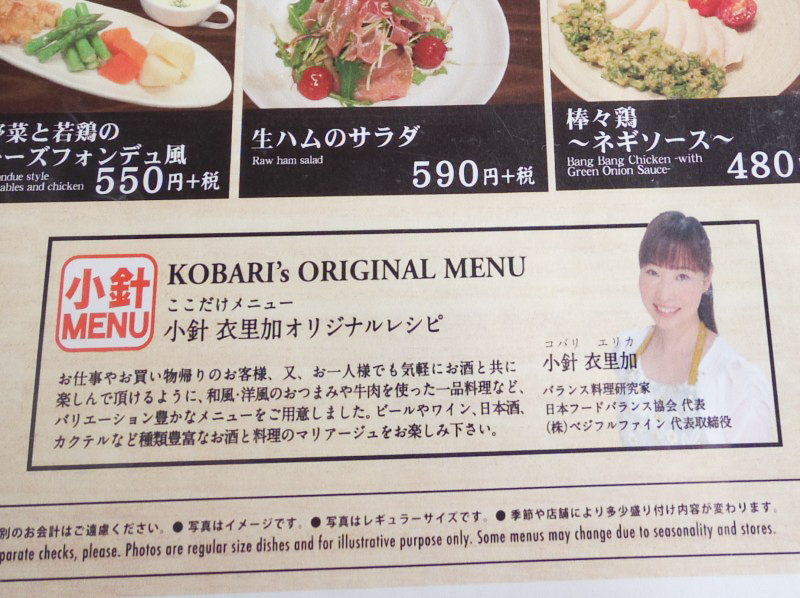 菜と若鶏の
ーズフォンデュ風
ndue style
ables and chicken
550円+税
生ハムのサラダ
Raw ham salad
590円+税
棒々鶏
～ネギソース～
Bang Bang Chicken -with
Green Onion Sauce-
480
小針
MENU
KOBARI's ORIGINAL MENU
ここだけメニュー
小針 衣里加オリジナルレシピ
お仕事やお買い物帰りのお客様、又、お一人様でも気軽にお酒と共に
楽しんで頂けるように、和風・洋風のおつまみや牛肉を使った一品料理など、
バリエーション豊かなメニューをご用意しました。ビールやワイン、日本酒、
カクテルなど種類豊富なお酒と料理のマリアージュをお楽しみ下さい。
コバリ エリカ
小針 衣里加
バランス料理研究家
日本フードバランス協会 代表
(株)ベジフルファイン 代表取締役
別のお会計はご遠慮ください。●写真はイメージです。●写真はレギュラーサイズです。●季節や店舗により多少盛り付け内容が変わります。
parate checks, please. Photos are regular size dishes and for illustrative purpose only. Some menus may change due to seasonality and stores.